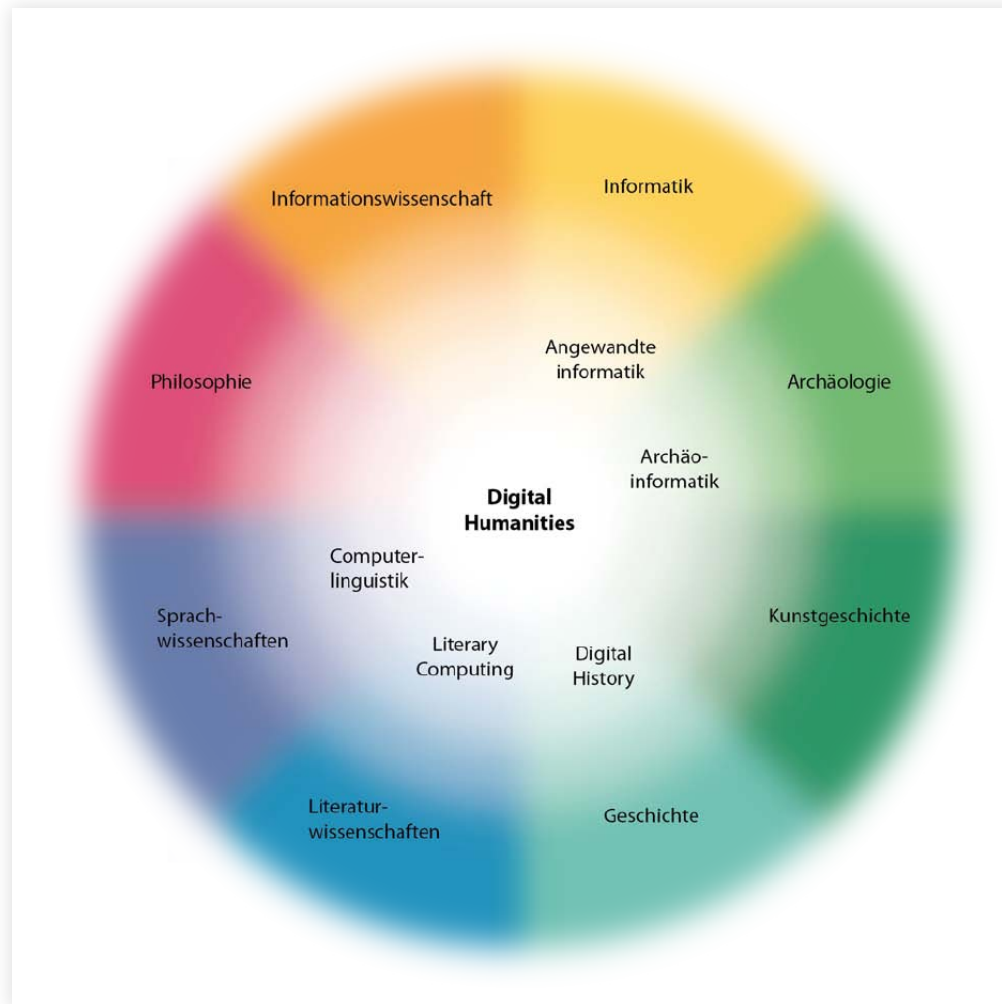 Informationswissenschaft
Informatik
Angewandte
informatik
Philosophie
Archäologie
Archäo-
informatik
Digital
Humanities
Computer-
linguistik
Sprach-
wissenschaften
Kunstgeschichte
Literary
Computing
Digital
History
Literatur-
wissenschaften
Geschichte